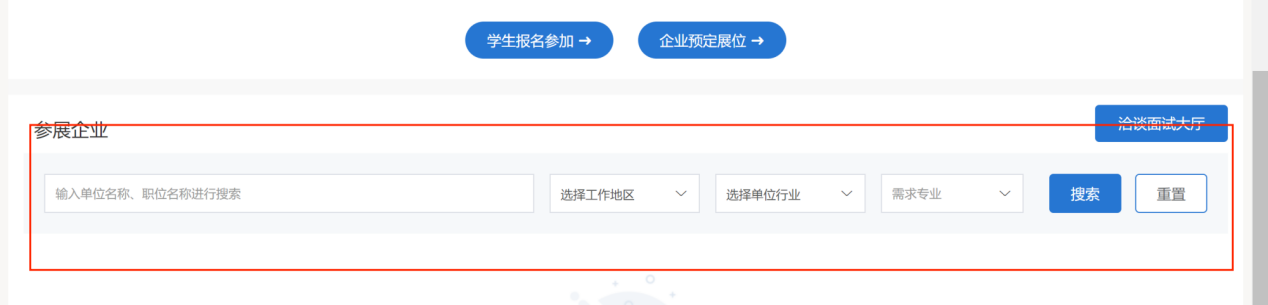 学生报名参加→ 企业预定展位→
参展企业 洽谈面试大厅
输入单位名称、职位名称进行搜索 选择工作地区 选择单位行业 需求专业 搜索 重置